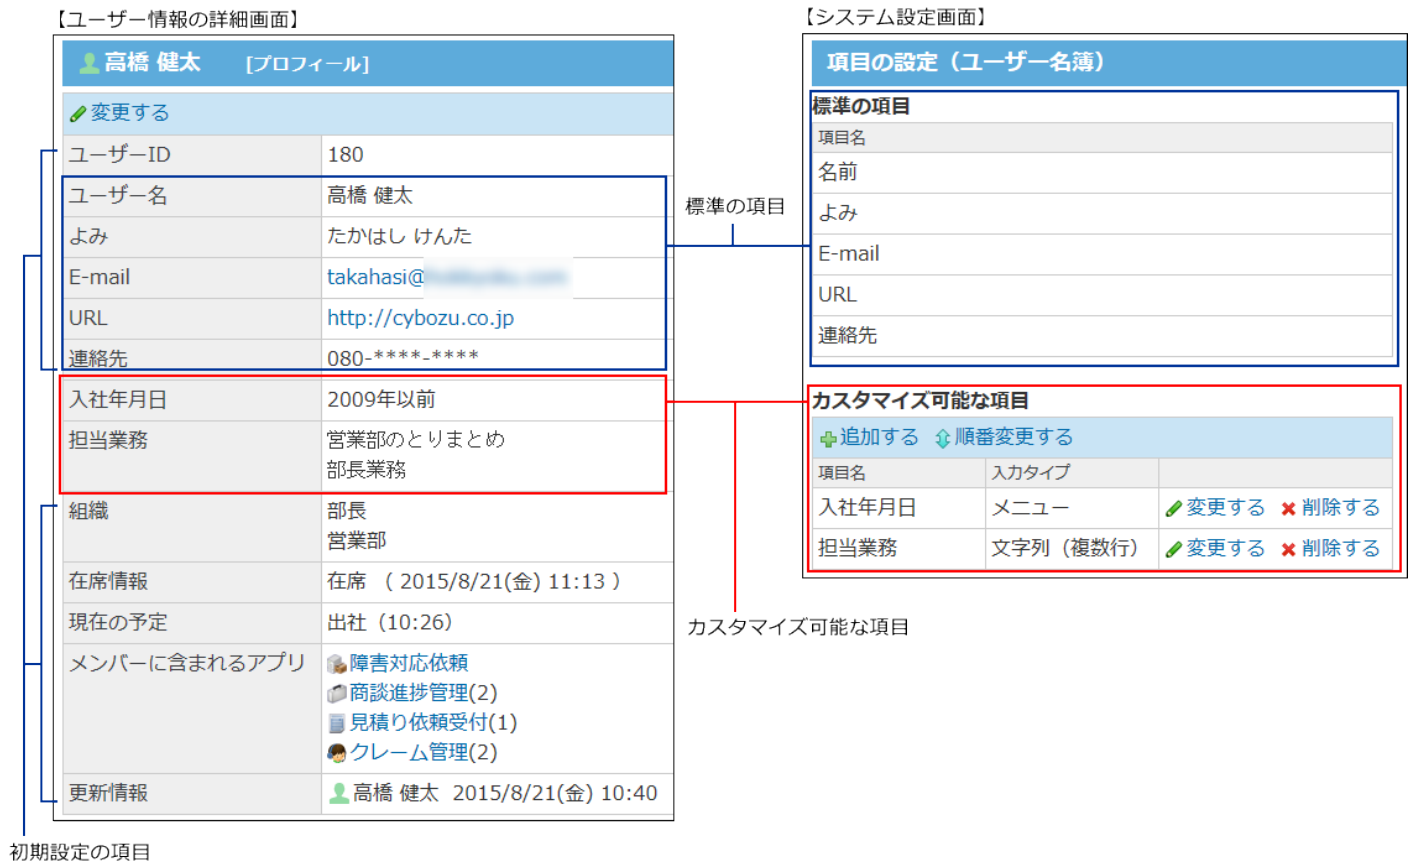 【ユーザー情報の詳細画面】
高橋 健太 [プロフィール]
変更する
ユーザーID 180
ユーザー名 高橋 健太
よみ たかはし けんた
E-mail takahasi@
URL http://cybozu.co.jp
連絡先 080-****-****
入社年月日 2009年以前
担当業務 営業部のとりまとめ
部長業務
組織 部長
営業部
在席情報 在席 （ 2015/8/21(金) 11:13 ）
現在の予定 出社（10:26）
メンバーに含まれるアプリ 障害対応依頼
商談進捗管理(2)
見積り依頼受付(1)
クレーム管理(2)
更新情報 高橋 健太 2015/8/21(金) 10:40
初期設定の項目
標準の項目
カスタマイズ可能な項目
【システム設定画面】
項目の設定（ユーザー名簿）
標準の項目
項目名
名前
よみ
E-mail
URL
連絡先
カスタマイズ可能な項目
追加する 順番変更する
項目名 入力タイプ
入社年月日 メニュー 変更する 削除する
担当業務 文字列（複数行） 変更する 削除する